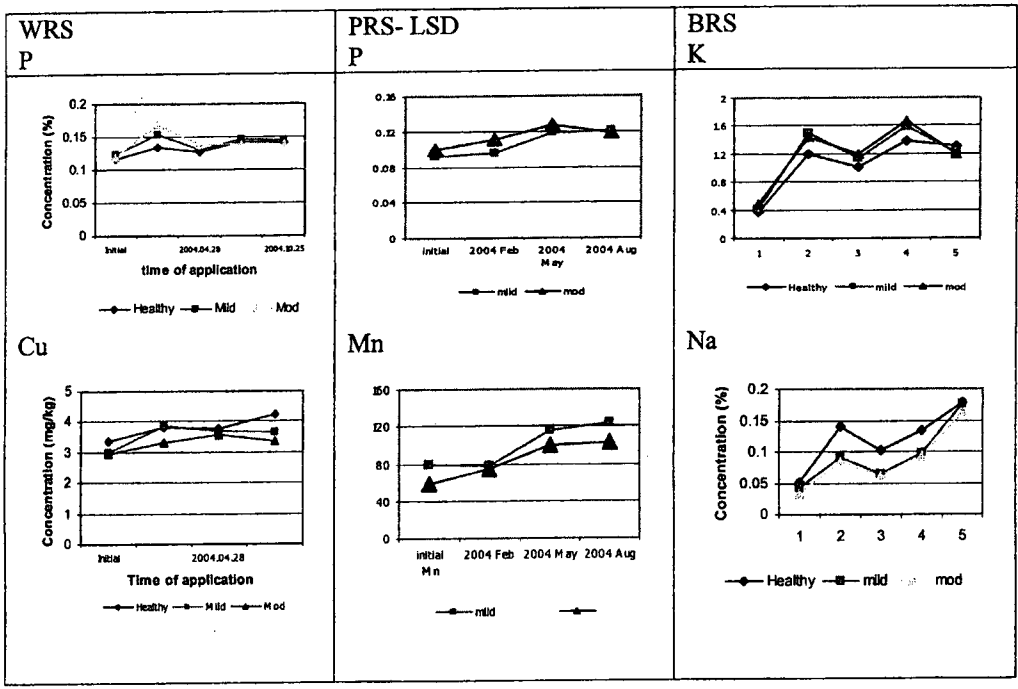 WRS
P
PRS- LSD
P
BRS
K
0.2
0.15
0.1
0.05
0
Concentration (%)
Initial
2004.04.28
2004.10.25
time of application
Healthy
Mild
Mod
0.16
0.12
0.08
0.04
0
initial
2004 Feb
2004 May
2004 Aug
mild
mod
2
1.6
1.2
0.8
0.4
0
1 2 3 4 5
Healthy
mild
mod
Cu
5
4
3
2
1
0
Concentration (mg/kg)
Initial
2004.04.28
Time of application
Healthy
Mild
Mod
Mn
160
120
80
40
0
initial Mn
2004 Feb
2004 May
2004 Aug
mild
Na
0.2
0.15
0.1
0.05
0
Concentration (%)
1 2 3 4 5
Healthy
mild
mod